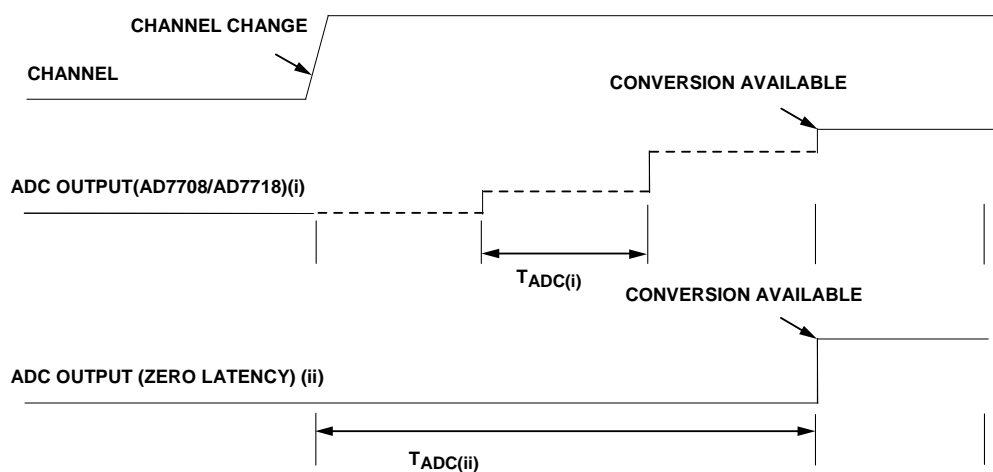 CHANNEL CHANGE
CHANNEL
CONVERSION AVAILABLE
ADC OUTPUT(AD7708/AD7718)(i)
TADC(i)
CONVERSION AVAILABLE
ADC OUTPUT (ZERO LATENCY) (ii)
TADC(ii)